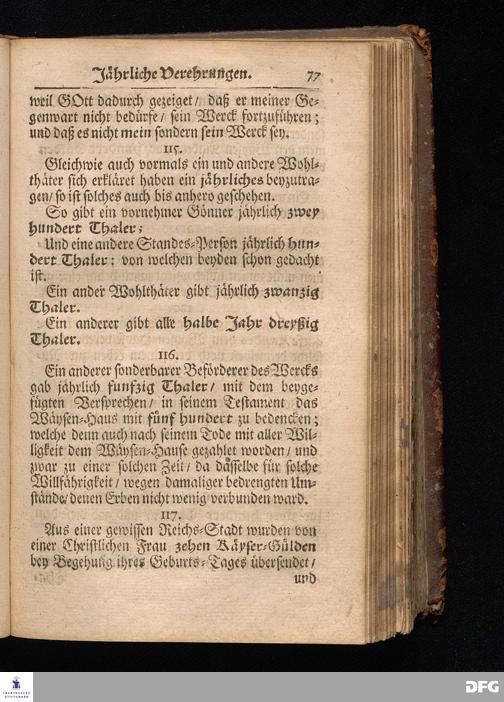 Jährliche Verehrungen. 77
weil GOtt dadurch gezeiget/ daß er meiner Ge-
genwart nicht bedürfe/ sein Werck fortzuführen;
und daß es nicht mein sondern sein Werck sey.
115.
Gleichwie auch vormals ein und andere Wohl-
thäter sich erkläret haben ein jährliches beyzutra-
gen/ so ist solches auch bis anhero geschehen.
So gibt ein vornehmer Gönner jährlich zwey
hundert Thaler;
Und eine andere Standes-Person jährlich hun-
dert Thaler; von welchen beyden schon gedacht
ist.
Ein ander Wohlthäter gibt jährlich zwanzig
Thaler.
Ein anderer gibt alle halbe Jahr dreyßig
Thaler.
116.
Ein anderer sonderbarer Beförderer des Wercks
gab jährlich funfzig Thaler/ mit dem beyge-
fügten Versprechen/ in seinem Testament das
Wäysen-Haus mit fünf hundert zu bedencken;
welche denn auch nach seinem Tode mit aller Wil-
ligkeit dem Wäysen-Hause gezahlet worden/ und
zwar zu einer solchen Zeit/ da dasselbe für solche
Willfährigkeit/ wegen damaliger bedrengten Um-
stände/ denen Erben nicht wenig verbunden ward.
117.
Aus einer gewissen Reichs-Stadt wurden von
einer Christlichen Frau zehen Käyser-Gülden
bey Begehung ihres Geburts-Tages übersendet/
und
FRANCKESCHE
STIFTUNGEN
DFG